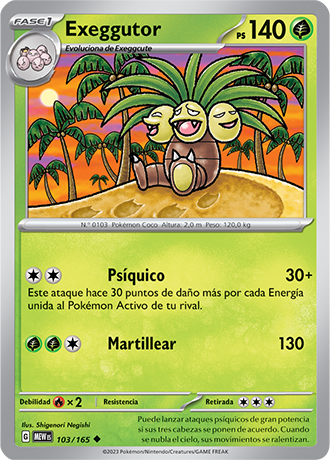 FASE 1
Exeggutor
PS 140
Evoluciona de Exeggcute
N.º 0103 Pokémon Coco Altura: 2,0 m Peso: 120,0 kg
Psíquico 30+
Este ataque hace 30 puntos de daño más por cada Energía
unida al Pokémon Activo de tu rival.
Martillear 130
Debilidad × 2 Resistencia Retirada
Ilus. Shigenori Negishi
G MEW ES 103/165
Puede lanzar ataques psíquicos de gran potencia
si sus tres cabezas se ponen de acuerdo. Cuando
se nubla el cielo, sus movimientos se ralentizan.
©2023 Pokémon/Nintendo/Creatures/GAME FREAK